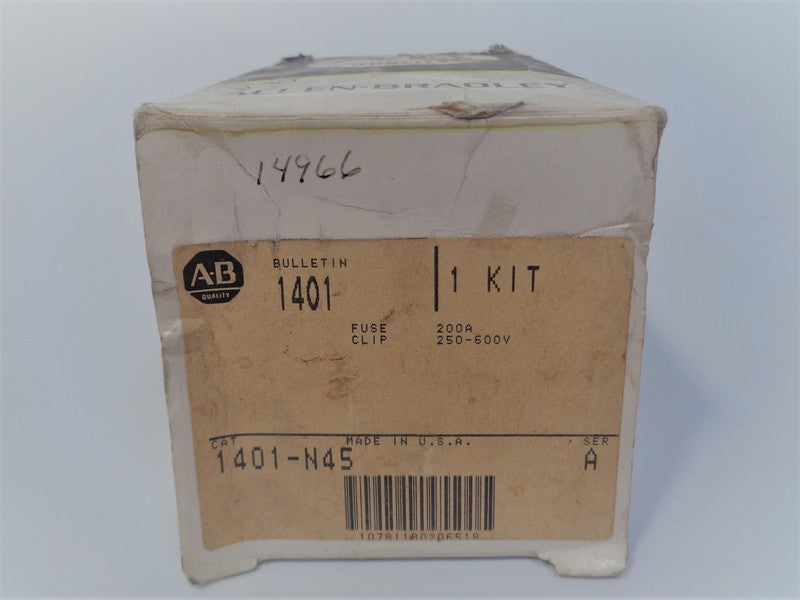 ALLEN-BRADLEY
14966
A-B
QUALITY
BULLETIN
1401
1 KIT
FUSE 200A
CLIP 250-600V
CAT MADE IN U.S.A. SER
1401-N45 A